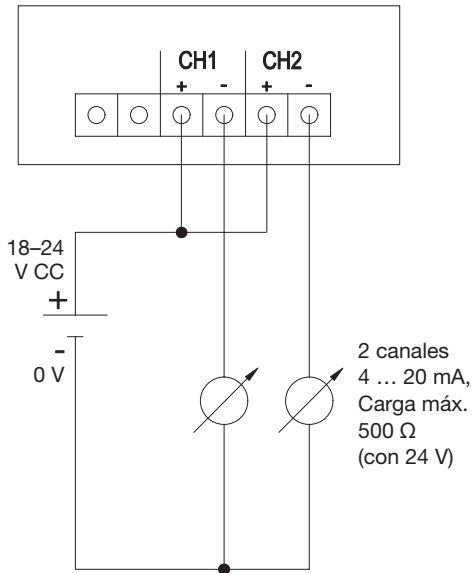 CH1 CH2
+ - + -
18–24
V CC
+
-
0 V
2 canales
4 … 20 mA,
Carga máx.
500 Ω
(con 24 V)